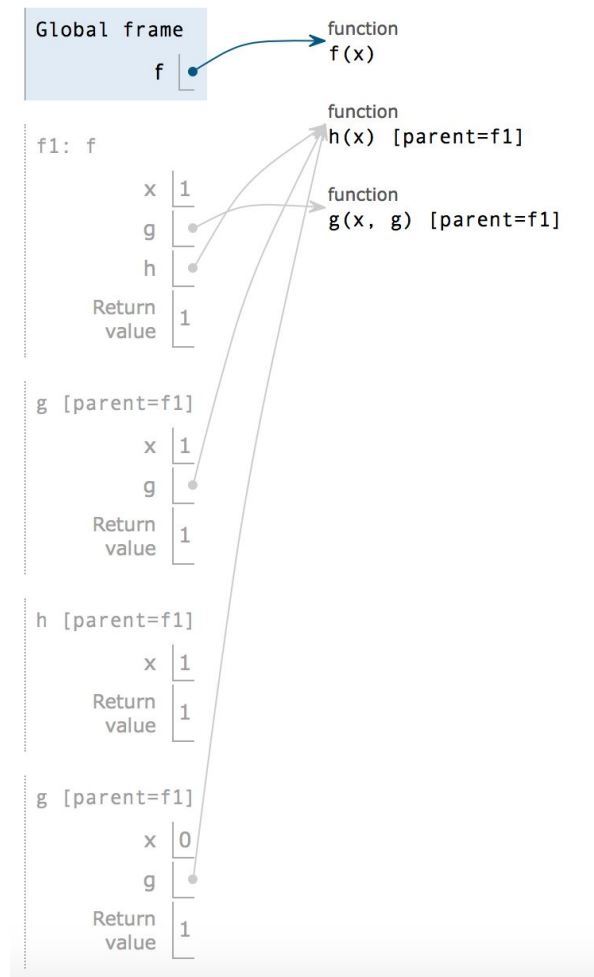 Global frame
f
function
f(x)
function
h(x) [parent=f1]
function
g(x, g) [parent=f1]
f1: f
x 1
g
h
Return
value 1
g [parent=f1]
x 1
g
Return
value 1
h [parent=f1]
x 1
Return
value 1
g [parent=f1]
x 0
g
Return
value 1